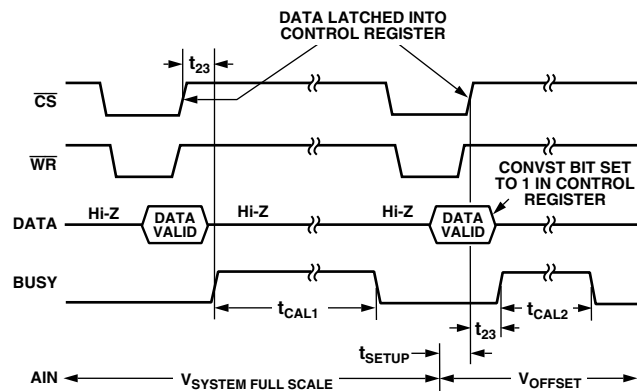 DATA LATCHED INTO
CONTROL REGISTER
t23
CS
WR
CONVST BIT SET
TO 1 IN CONTROL
REGISTER
DATA
Hi-Z
DATA
VALID
Hi-Z
Hi-Z
DATA
VALID
BUSY
tCAL1
tCAL2
t23
tSETUP
AIN
VSYSTEM FULL SCALE
VOFFSET